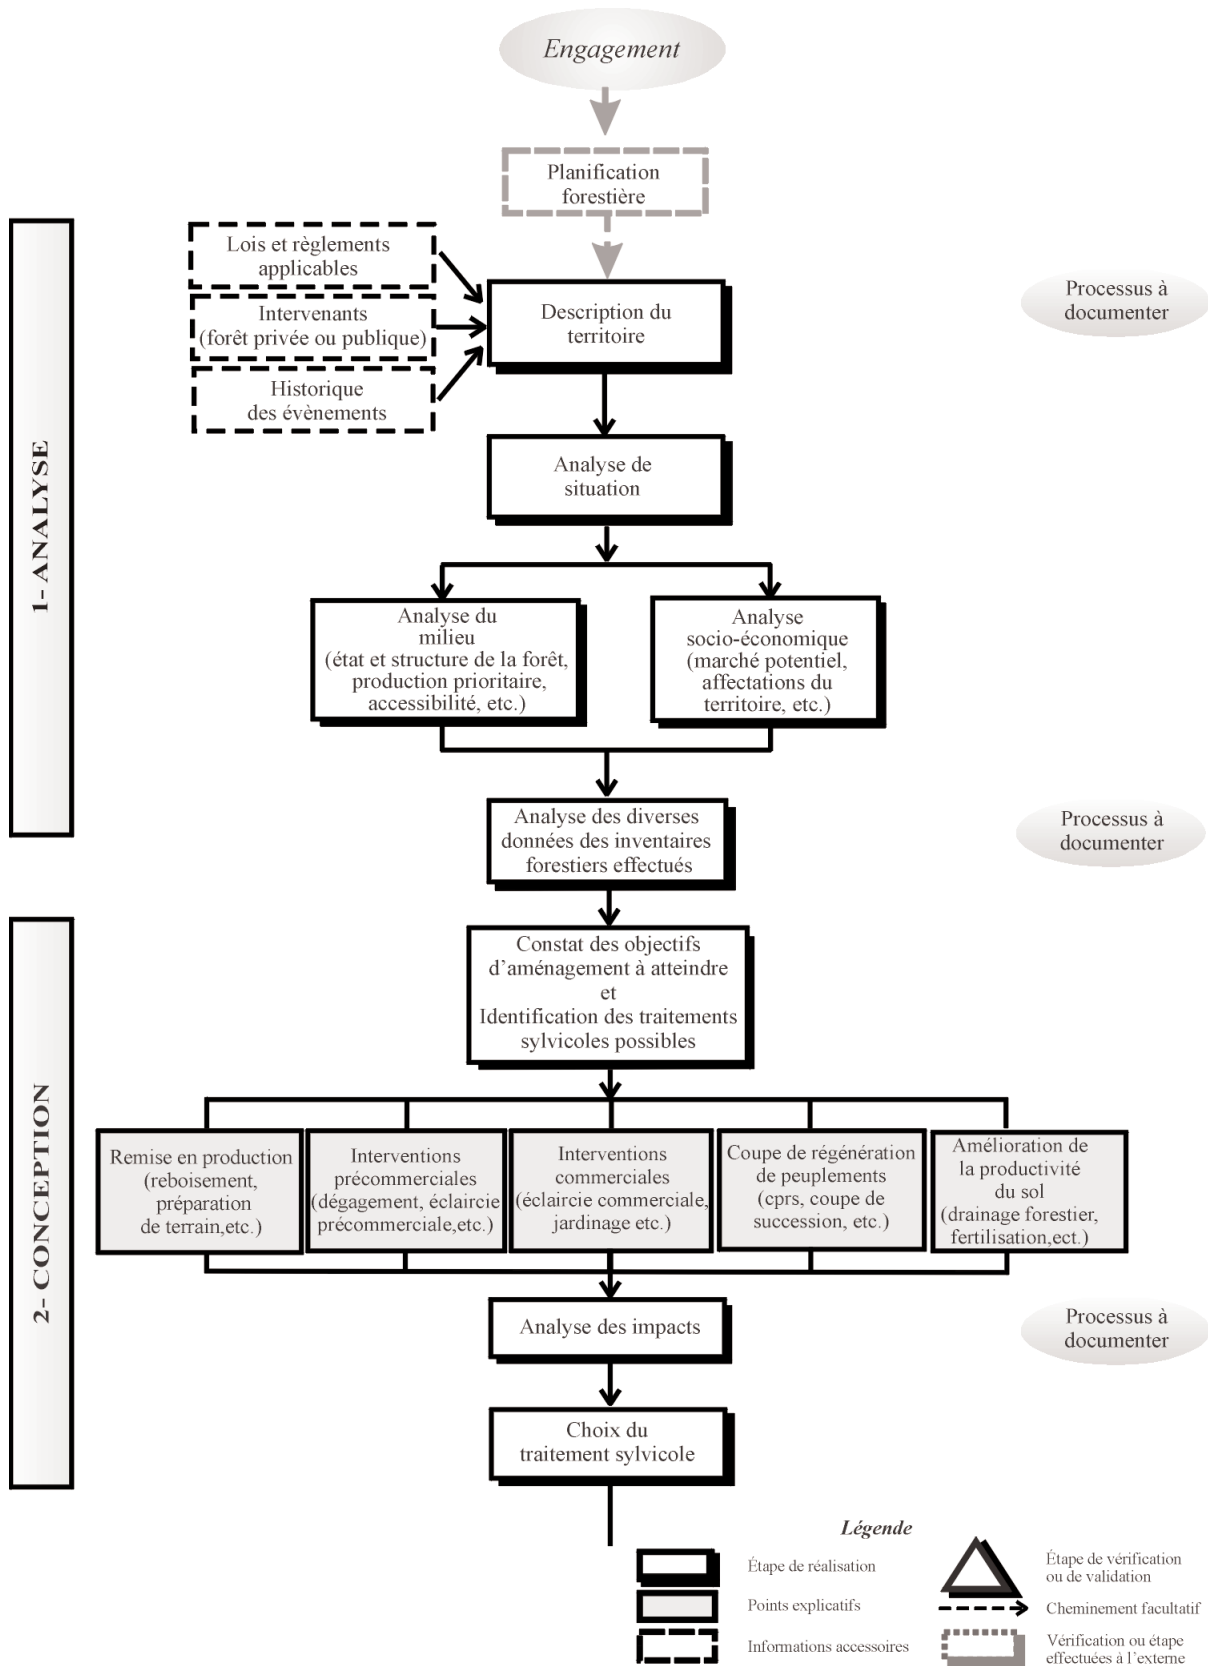 Engagement
Planification
forestière
1- ANALYSE
Lois et règlements
applicables
Intervenants
(forêt privée ou publique)
Historique
des évènements
Description du
territoire
Processus à
documenter
Analyse de
situation
Analyse du
milieu
(état et structure de la forêt,
production prioritaire,
accessibilité, etc.)
Analyse
socio-économique
(marché potentiel,
affectations du
territoire, etc.)
Analyse des diverses
données des inventaires
forestiers effectués
Processus à
documenter
2- CONCEPTION
Constat des objectifs
d’aménagement à atteindre
et
Identification des traitements
sylvicoles possibles
Remise en production
(reboisement,
préparation
de terrain,etc.)
Interventions
précommerciales
(dégagement, éclaircie
précommerciale,etc.)
Interventions
commerciales
(éclaircie commerciale,
jardinage etc.)
Coupe de régénération
de peuplements
(cprs, coupe de
succession, etc.)
Amélioration de
la productivité
du sol
(drainage forestier,
fertilisation,ect.)
Analyse des impacts
Processus à
documenter
Choix du
traitement sylvicole
Légende
Étape de réalisation
Points explicatifs
Informations accessoires
Étape de vérification
ou de validation
Cheminement facultatif
Vérification ou étape
effectuées à l’externe